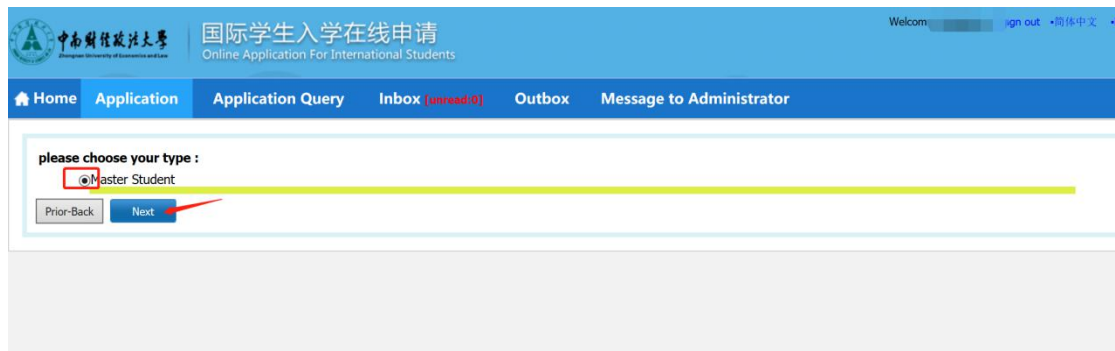 中南财经政法大学
Zhongnan University of Economics and Law
国际学生入学在线申请
Online Application For International Students
Welcom
sign out •简体中文 •
Home Application Application Query Inbox [unread:0] Outbox Message to Administrator
please choose your type :
Master Student
Prior-Back Next